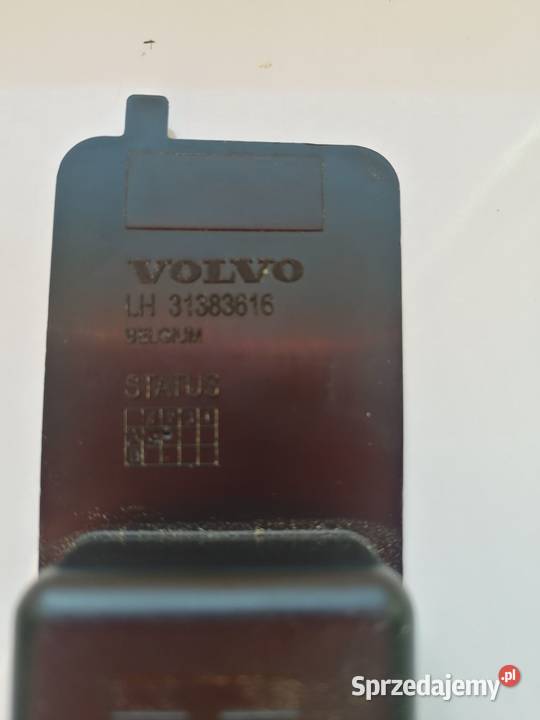 VOLVO
LH 31383616
BELGIUM
STATUS
Sprzedajemy.pl